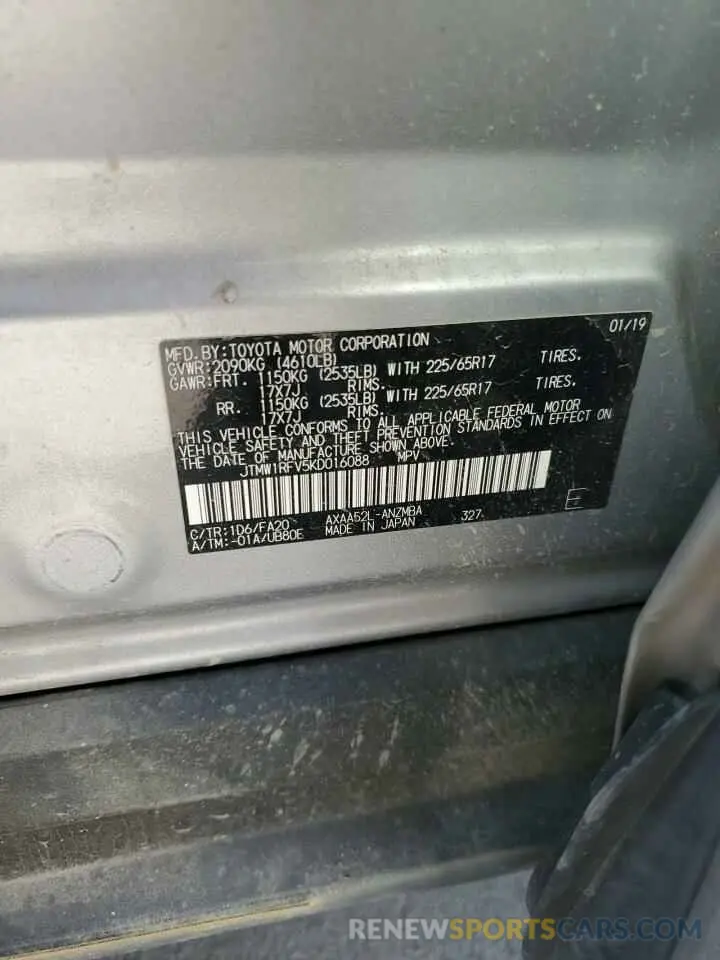 MFD. BY: TOYOTA MOTOR CORPORATION 01/19
GVWR: 2090KG (4610LB)
GAWR: FRT. 1150KG (2535LB) WITH 225/65R17 TIRES.
17X7J RIMS.
RR. 1150KG (2535LB) WITH 225/65R17 TIRES.
17X7J RIMS.
THIS VEHICLE CONFORMS TO ALL APPLICABLE FEDERAL MOTOR
VEHICLE SAFETY AND THEFT PREVENTION STANDARDS IN EFFECT ON
THE DATE OF MANUFACTURE SHOWN ABOVE.
JTMW1RFV5KD016088 MPV
C/TR: 1D6/FA20 AXAA52L-ANZMBA 327 E
A/TM: -01A/UB80E MADE IN JAPAN
RENEWSPORTSCARS.COM